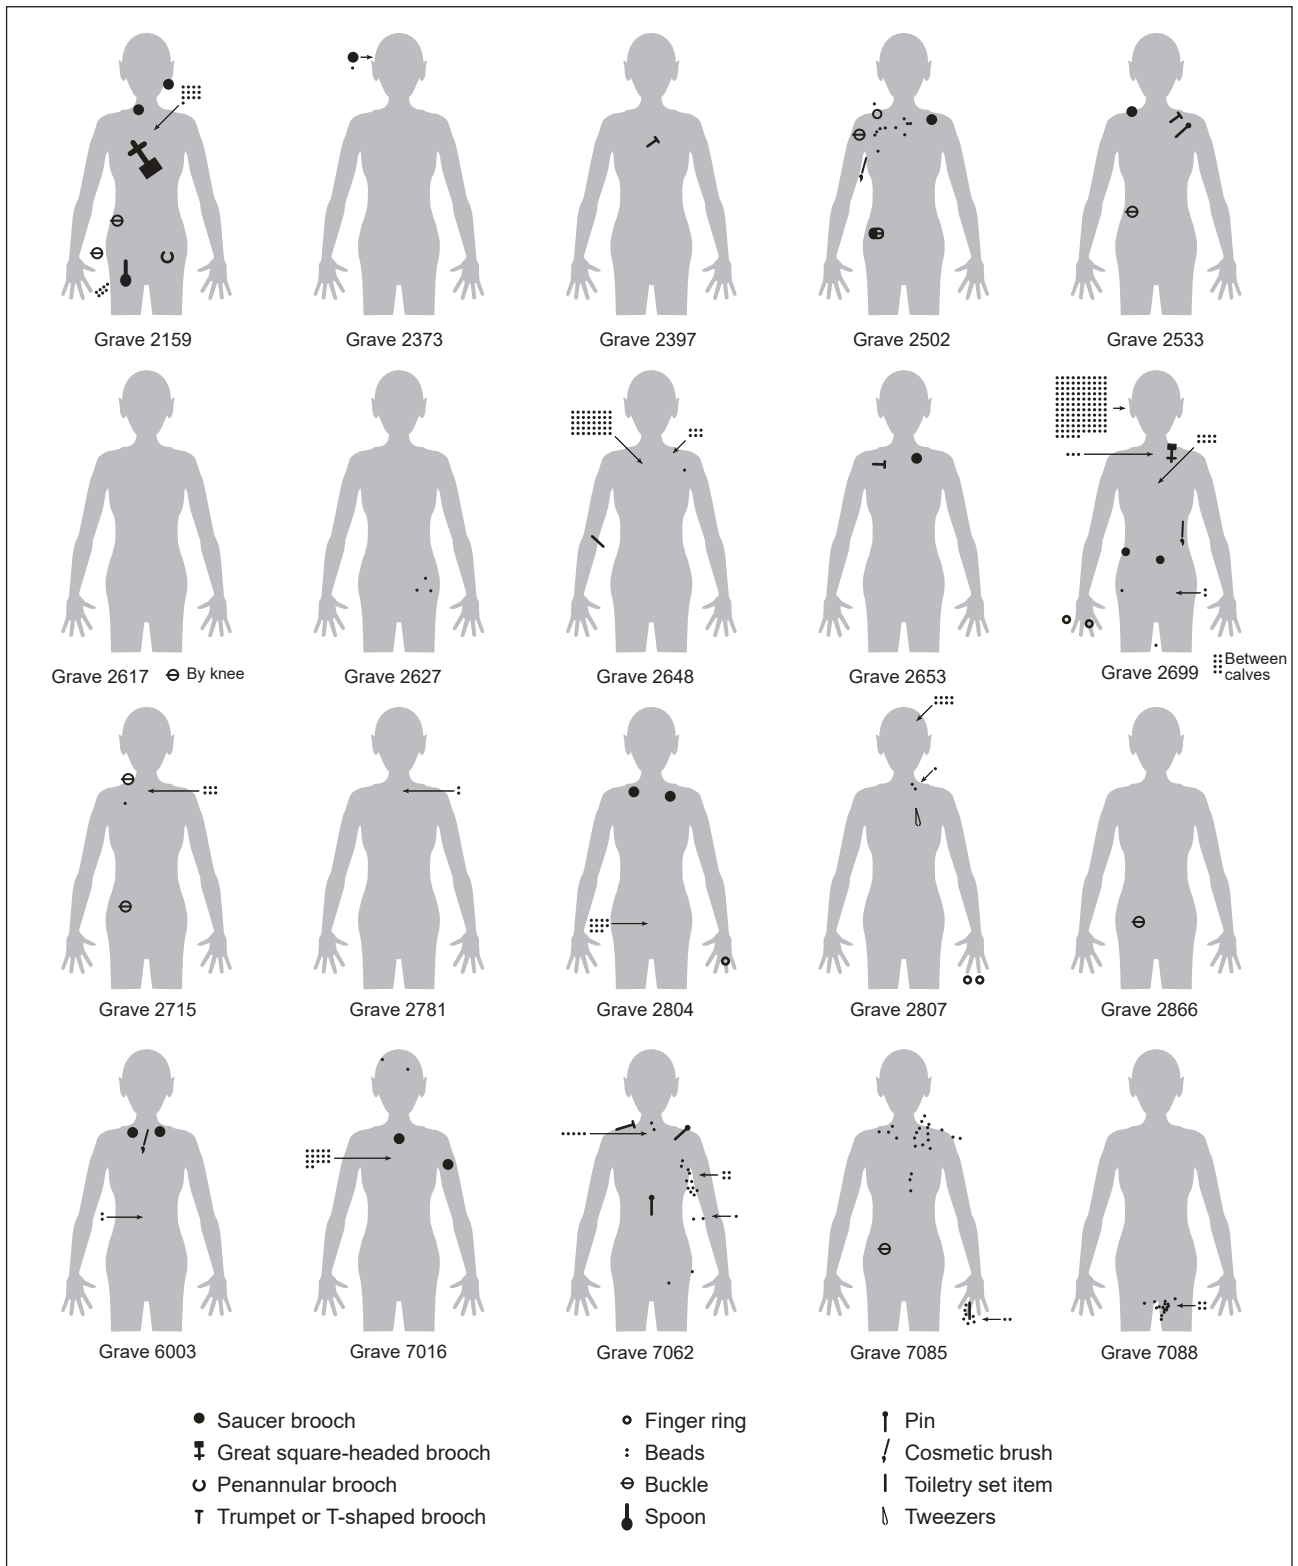 Grave 2159
Grave 2373
Grave 2397
Grave 2502
Grave 2533
Grave 2617
By knee
Grave 2627
Grave 2648
Grave 2653
Grave 2699
Between
calves
Grave 2715
Grave 2781
Grave 2804
Grave 2807
Grave 2866
Grave 6003
Grave 7016
Grave 7062
Grave 7085
Grave 7088
Saucer brooch
Great square-headed brooch
Penannular brooch
Trumpet or T-shaped brooch
Finger ring
Beads
Buckle
Spoon
Pin
Cosmetic brush
Toiletry set item
Tweezers